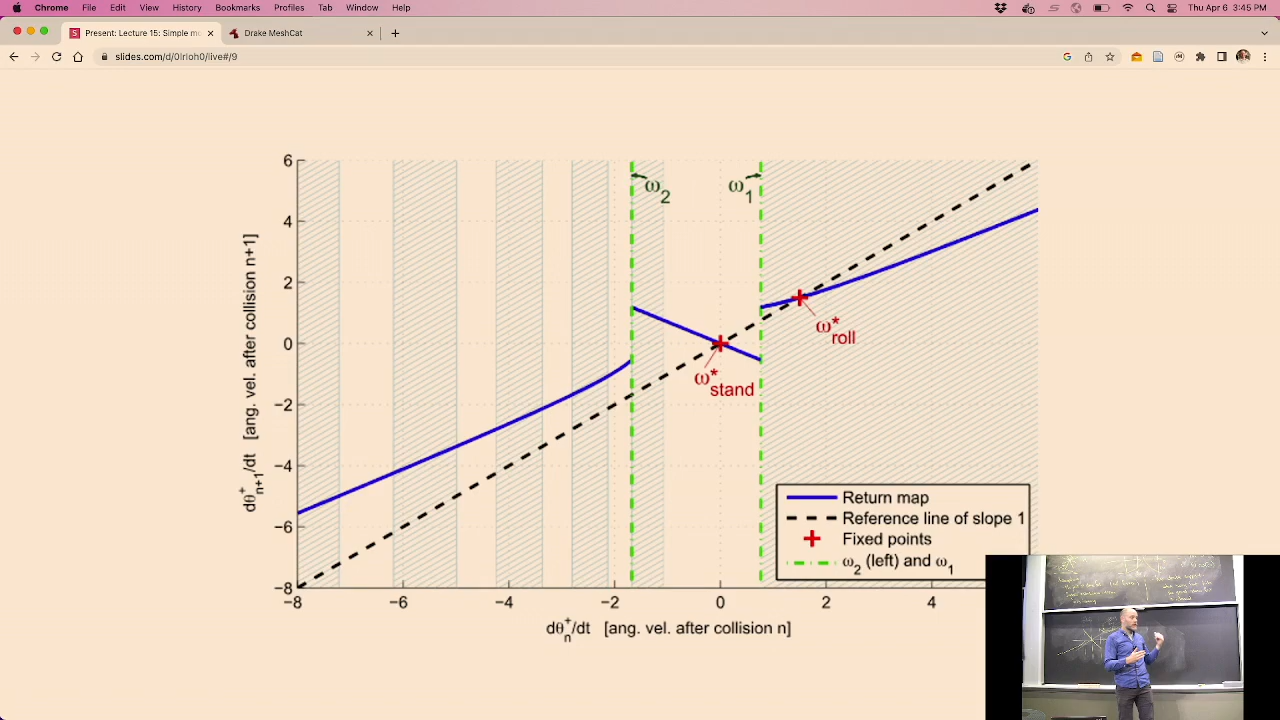 Chrome File Edit View History Bookmarks Profiles Tab Window Help Thu Apr 6 3:45 PM
Present: Lecture 15: Simple m Drake MeshCat
slides.com/d/0lrioh0/live#/9
ω2 ω1
6
4
2
0
−2
−4
−6
−8
dθ+n+1/dt [ang. vel. after collision n+1]
ω*roll
ω*stand
Return map
Reference line of slope 1
Fixed points
ω2 (left) and ω1
−8 −6 −4 −2 0 2 4
dθ+n/dt [ang. vel. after collision n]